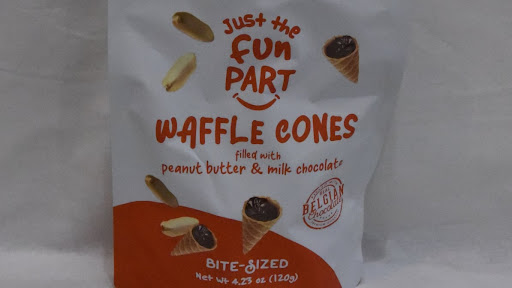 Just the
fun
PART
WAFFLE CONES
filled with
peanut butter & milk chocolate
BELGIAN
Chocolate
BITE-SIZED
Net Wt 4.23 oz (120g)